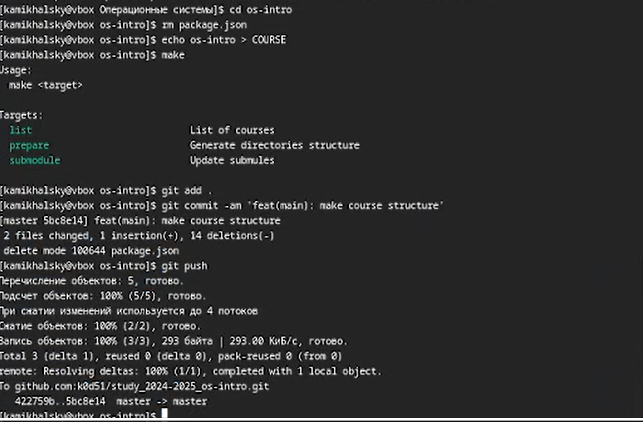 [kamikhalsky@vbox Операционные системы]$ cd os-intro
[kamikhalsky@vbox os-intro]$ rm package.json
[kamikhalsky@vbox os-intro]$ echo os-intro > COURSE
[kamikhalsky@vbox os-intro]$ make
Usage:
make <target>
Targets:
list List of courses
prepare Generate directories structure
submodule Update submules
[kamikhalsky@vbox os-intro]$ git add .
[kamikhalsky@vbox os-intro]$ git commit -am 'feat(main): make course structure'
[master 5bc8e14] feat(main): make course structure
2 files changed, 1 insertion(+), 14 deletions(-)
delete mode 100644 package.json
[kamikhalsky@vbox os-intro]$ git push
Перечисление объектов: 5, готово.
Подсчет объектов: 100% (5/5), готово.
При сжатии изменений используется до 4 потоков
Сжатие объектов: 100% (2/2), готово.
Запись объектов: 100% (3/3), 293 байта | 293.00 КиБ/с, готово.
Total 3 (delta 1), reused 0 (delta 0), pack-reused 0 (from 0)
remote: Resolving deltas: 100% (1/1), completed with 1 local object.
To github.com:k0d51/study_2024-2025_os-intro.git
422759b..5bc8e14 master -> master
[kamikhalsky@vbox os-intro]$